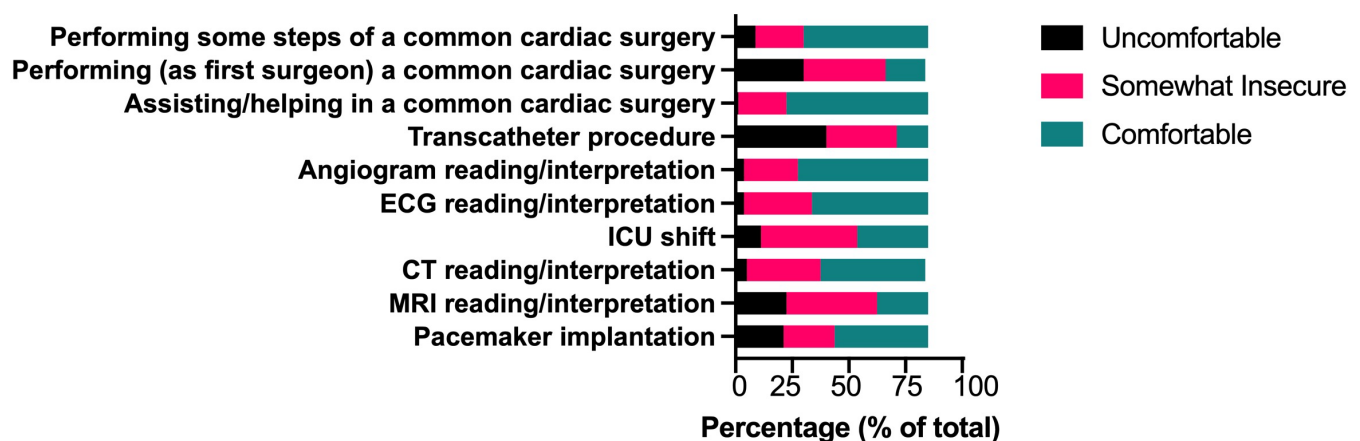 Performing some steps of a common cardiac surgery
Performing (as first surgeon) a common cardiac surgery
Assisting/helping in a common cardiac surgery
Transcatheter procedure
Angiogram reading/interpretation
ECG reading/interpretation
ICU shift
CT reading/interpretation
MRI reading/interpretation
Pacemaker implantation
0 25 50 75 100
Percentage (% of total)
Uncomfortable
Somewhat Insecure
Comfortable